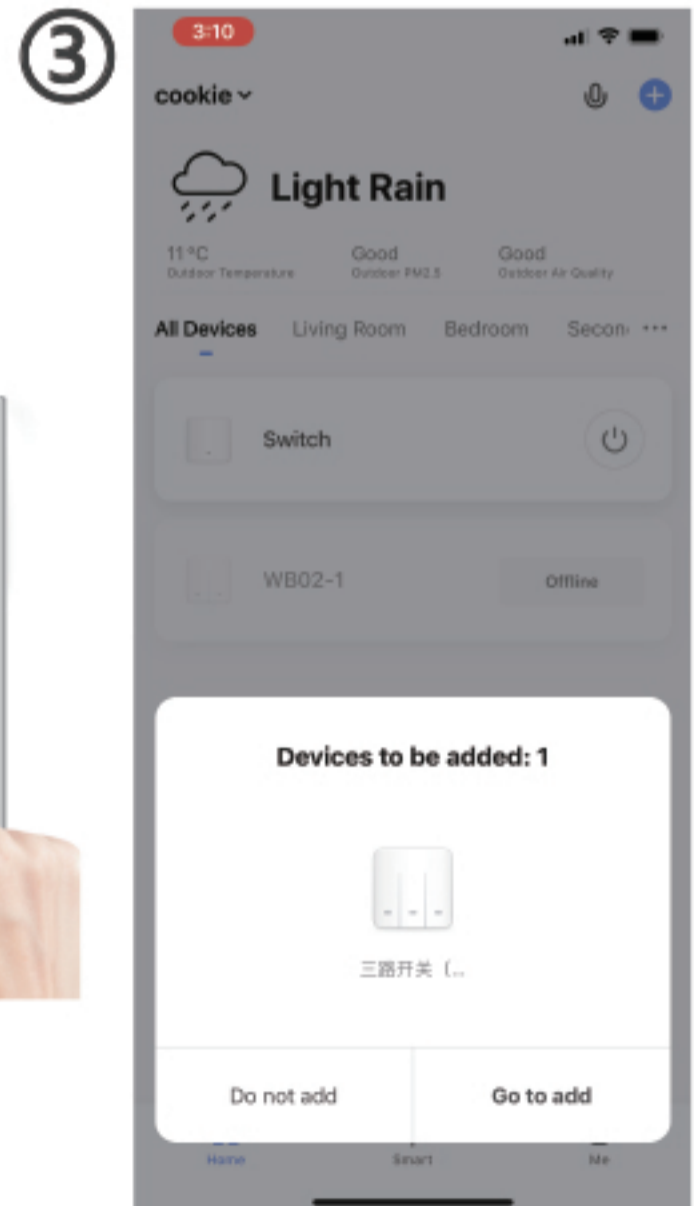 ③
3:10
cookie
Light Rain
11°C Good Good
Outdoor Temperature Outdoor PM2.5 Outdoor Air Quality
All Devices Living Room Bedroom Secon ···
Switch
WB02-1 Offline
Devices to be added: 1
三路开关（..
Do not add Go to add
Home Smart Me